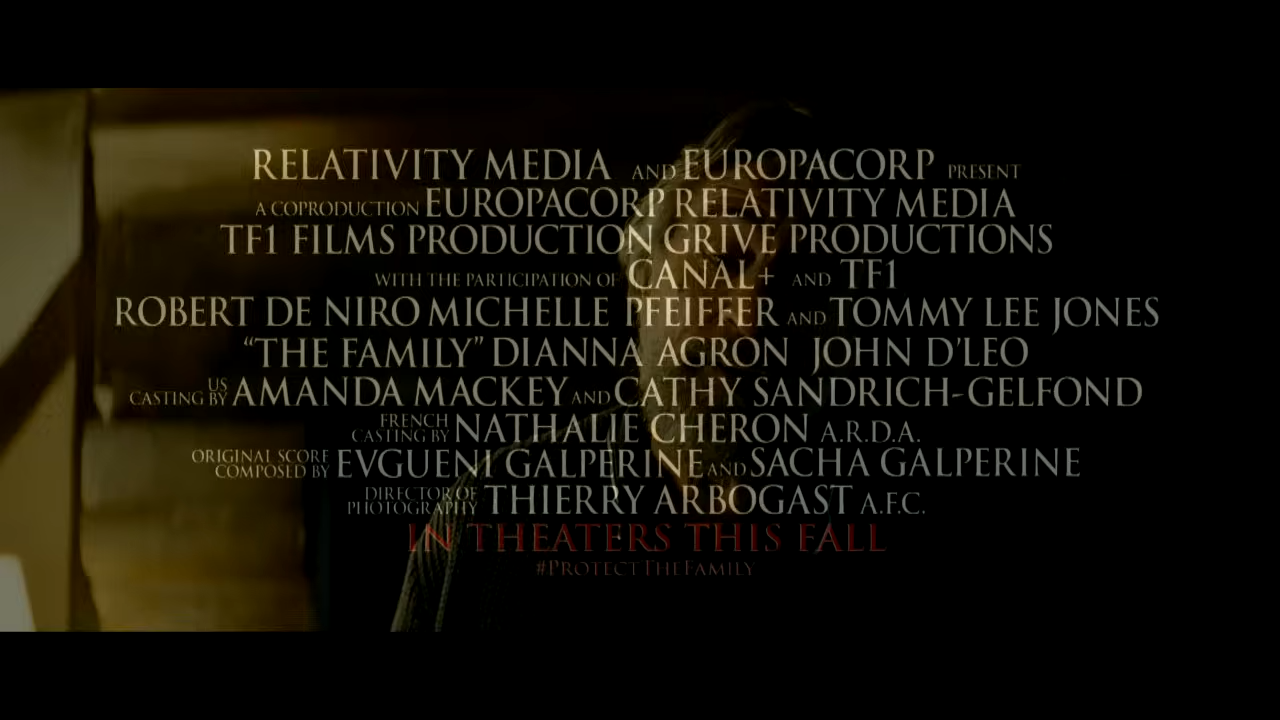 RELATIVITY MEDIA AND EUROPACORP PRESENT
A COPRODUCTION EUROPACORP RELATIVITY MEDIA
TF1 FILMS PRODUCTION GRIVE PRODUCTIONS
WITH THE PARTICIPATION OF CANAL+ AND TF1
ROBERT DE NIRO MICHELLE PFEIFFER AND TOMMY LEE JONES
“THE FAMILY” DIANNA AGRON JOHN D'LEO
US CASTING BY AMANDA MACKEY AND CATHY SANDRICH-GELFOND
FRENCH CASTING BY NATHALIE CHERON A.R.D.A.
ORIGINAL SCORE COMPOSED BY EVGUENI GALPERINE AND SACHA GALPERINE
DIRECTOR OF PHOTOGRAPHY THIERRY ARBOGAST A.F.C.
IN THEATERS THIS FALL
#PROTECTTHEFAMILY